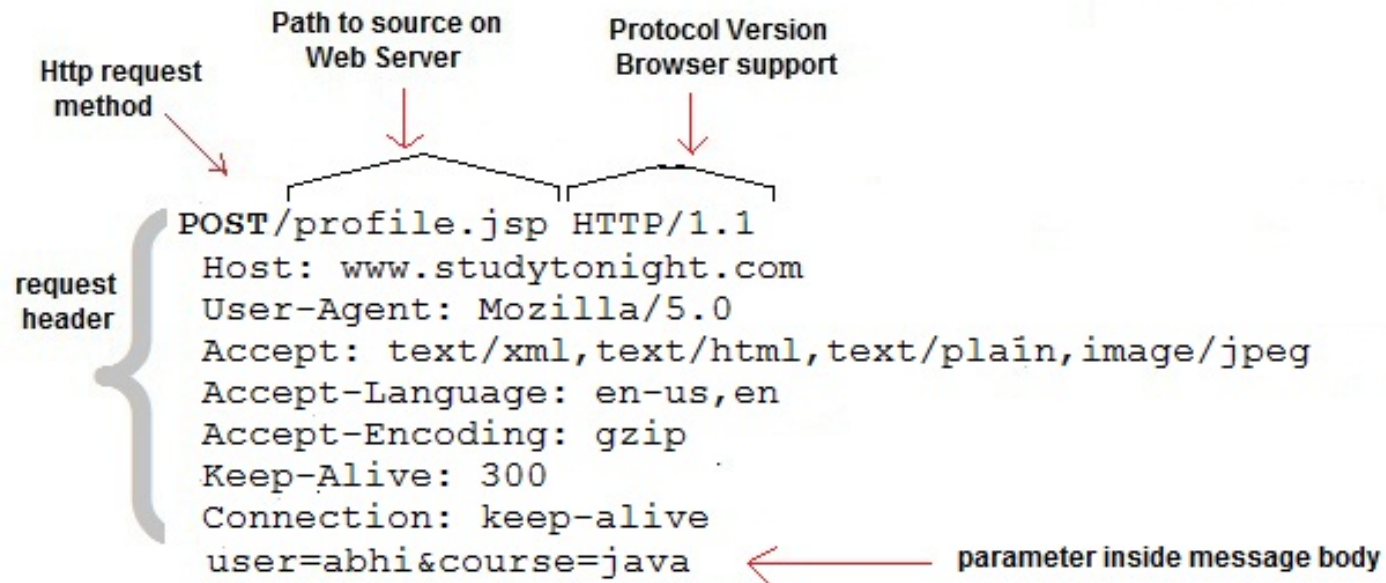 Path to source on
Web Server
Protocol Version
Browser support
Http request
method
POST/profile.jsp HTTP/1.1
request
header
Host: www.studytonight.com
User-Agent: Mozilla/5.0
Accept: text/xml,text/html,text/plain,image/jpeg
Accept-Language: en-us,en
Accept-Encoding: gzip
Keep-Alive: 300
Connection: keep-alive
user=abhi&course=java
parameter inside message body